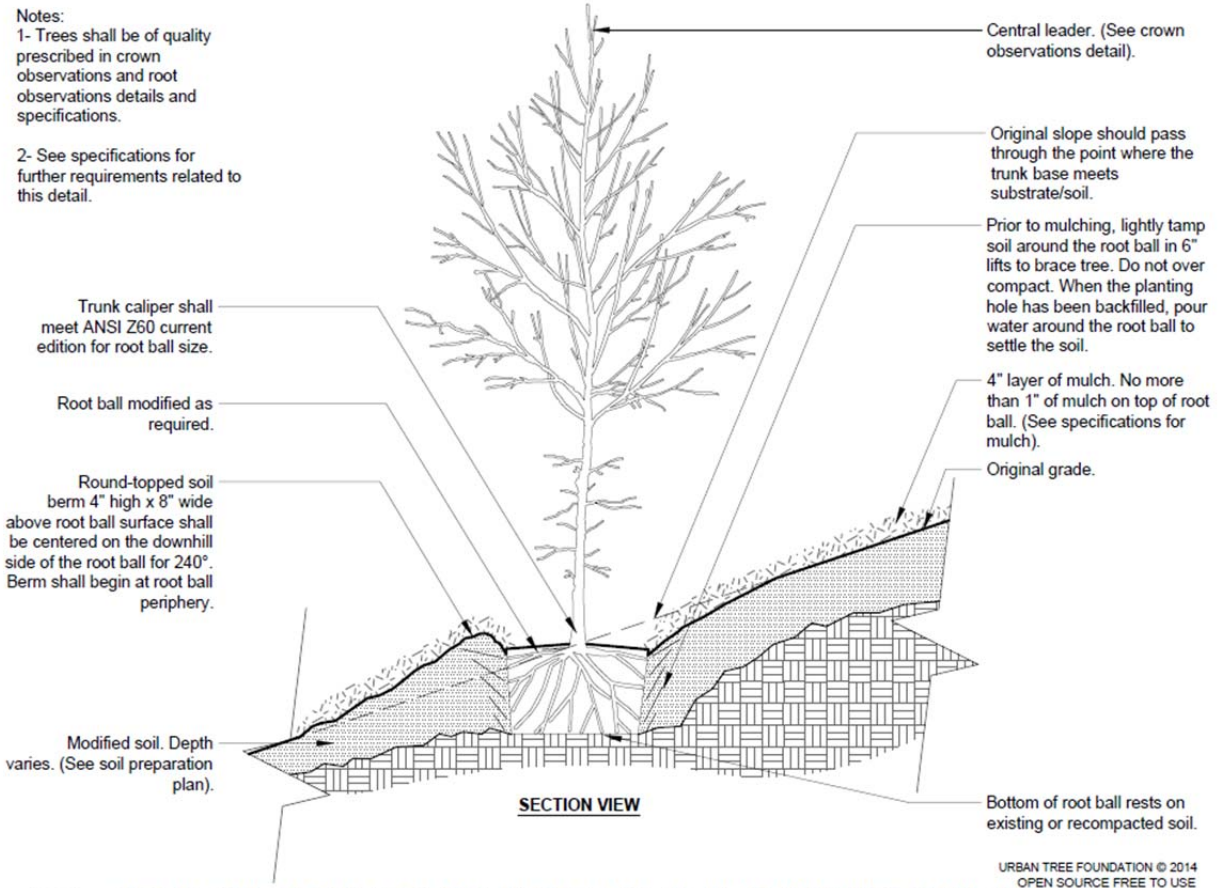 Notes:
1- Trees shall be of quality
prescribed in crown
observations and root
observations details and
specifications.
2- See specifications for
further requirements related to
this detail.
Trunk caliper shall
meet ANSI Z60 current
edition for root ball size.
Root ball modified as
required.
Round-topped soil
berm 4" high x 8" wide
above root ball surface shall
be centered on the downhill
side of the root ball for 240°.
Berm shall begin at root ball
periphery.
Modified soil. Depth
varies. (See soil preparation
plan).
Central leader. (See crown
observations detail).
Original slope should pass
through the point where the
trunk base meets
substrate/soil.
Prior to mulching, lightly tamp
soil around the root ball in 6"
lifts to brace tree. Do not over
compact. When the planting
hole has been backfilled, pour
water around the root ball to
settle the soil.
4" layer of mulch. No more
than 1" of mulch on top of root
ball. (See specifications for
mulch).
Original grade.
Bottom of root ball rests on
existing or recompacted soil.
SECTION VIEW
URBAN TREE FOUNDATION © 2014
OPEN SOURCE FREE TO USE